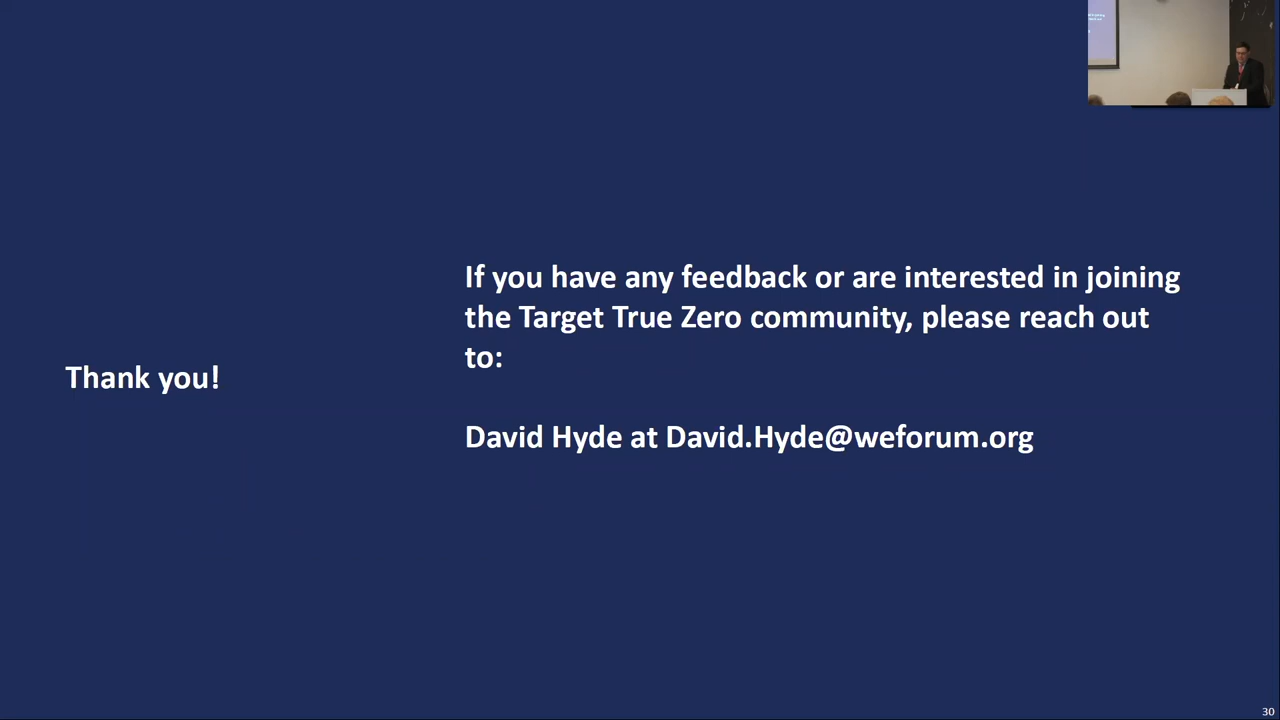 Thank you!
If you have any feedback or are interested in joining
the Target True Zero community, please reach out
to:
David Hyde at David.Hyde@weforum.org
30